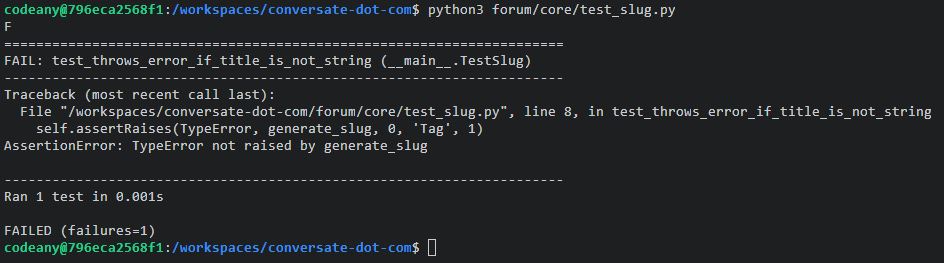 codeany@796eca2568f1:/workspaces/conversate-dot-com$ python3 forum/core/test_slug.py
F
======================================================================
FAIL: test_throws_error_if_title_is_not_string (__main__.TestSlug)
----------------------------------------------------------------------
Traceback (most recent call last):
  File "/workspaces/conversate-dot-com/forum/core/test_slug.py", line 8, in test_throws_error_if_title_is_not_string
    self.assertRaises(TypeError, generate_slug, 0, 'Tag', 1)
AssertionError: TypeError not raised by generate_slug

----------------------------------------------------------------------
Ran 1 test in 0.001s

FAILED (failures=1)
codeany@796eca2568f1:/workspaces/conversate-dot-com$